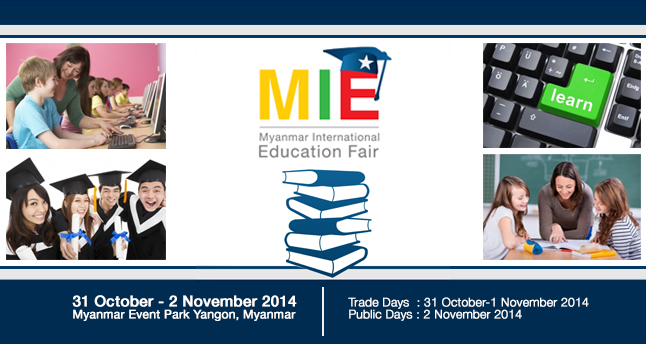 MIE
Myanmar International
Education Fair
learn
31 October - 2 November 2014
Myanmar Event Park Yangon, Myanmar
Trade Days : 31 October-1 November 2014
Public Days : 2 November 2014